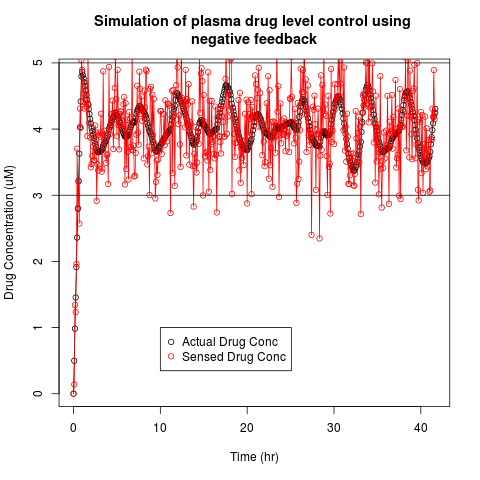 Simulation of plasma drug level control using
negative feedback
Drug Concentration (uM)
5
4
3
2
1
0
Actual Drug Conc
Sensed Drug Conc
0
10
20
30
40
Time (hr)